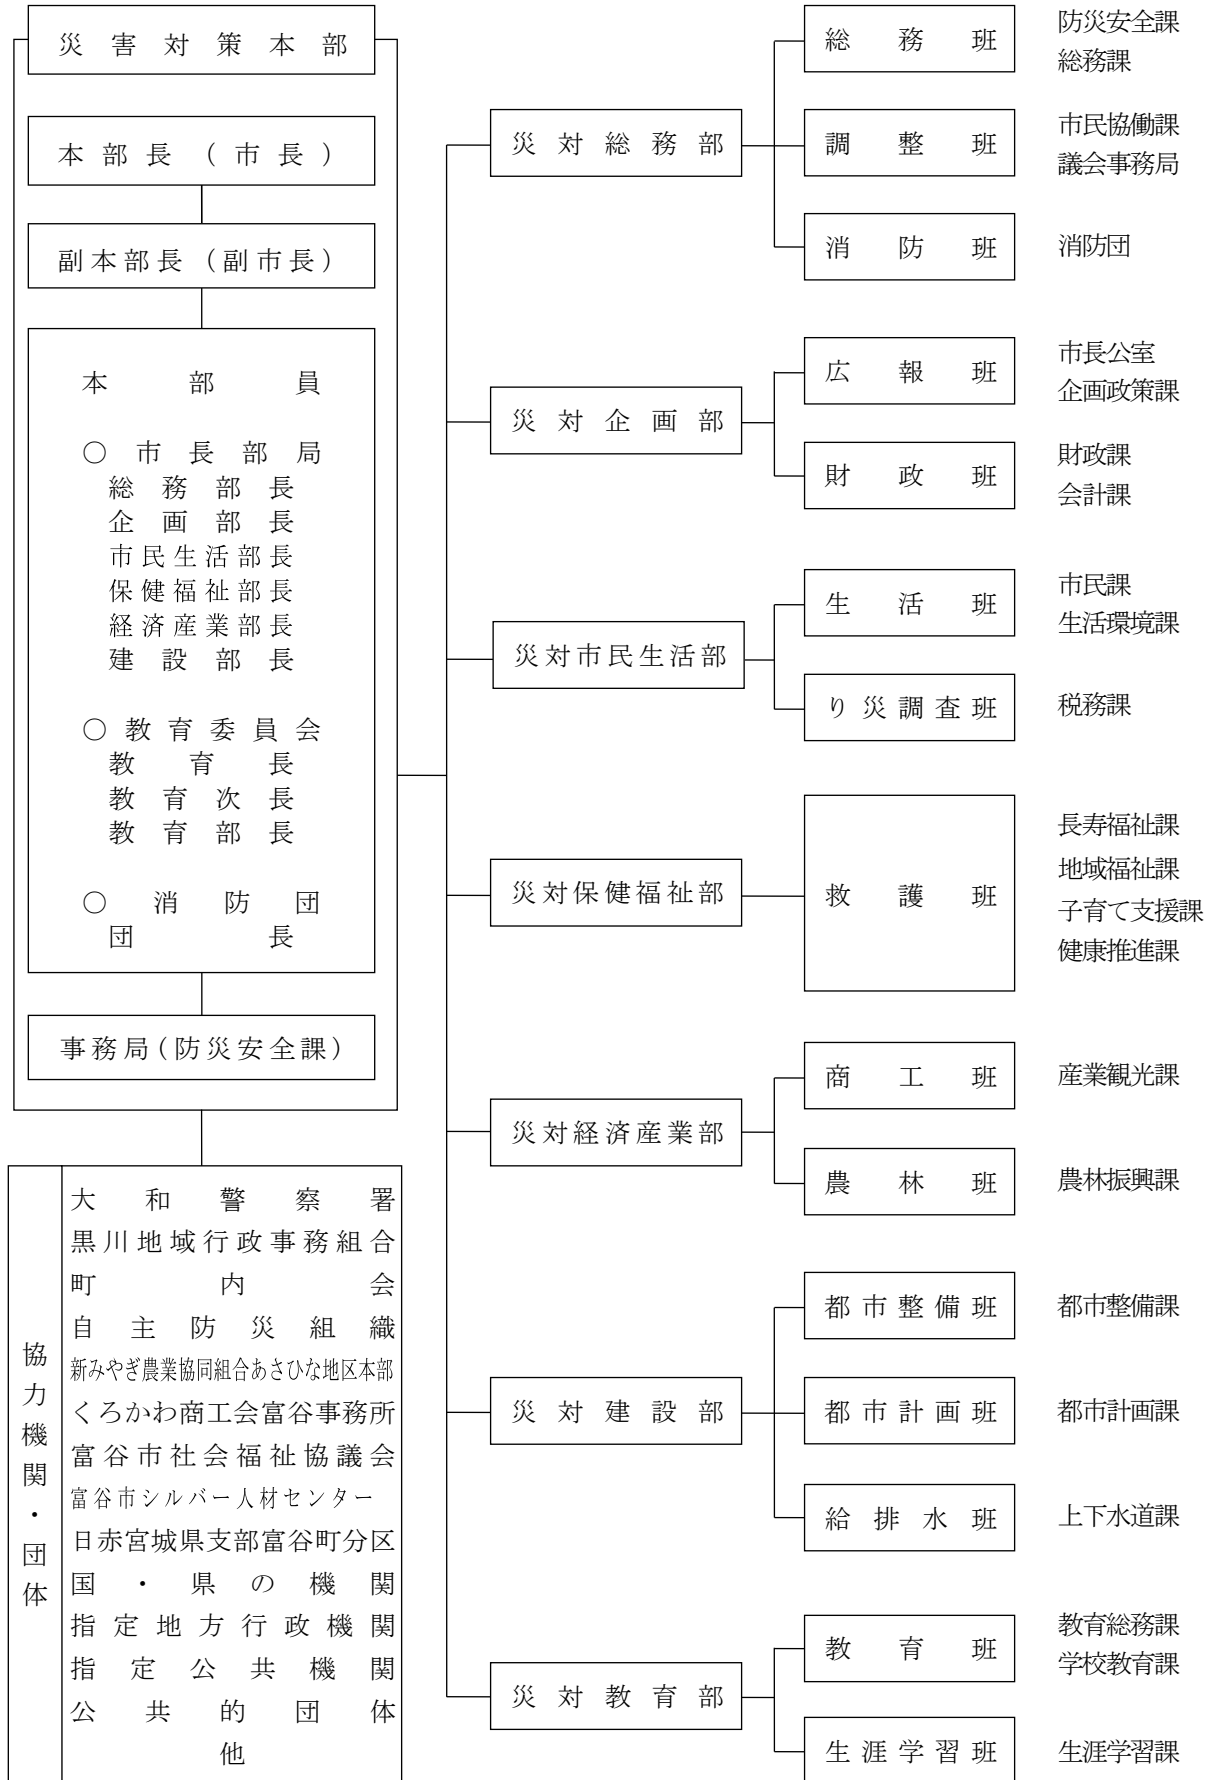 災害対策本部
本部長（市長）
副本部長（副市長）
本部員
○市長部局
総務部長
企画部長
市民生活部長
保健福祉部長
経済産業部長
建設部長
○教育委員会
教育長
教育次長
教育部長
○消防団
団長
事務局(防災安全課)
協力機関・団体
大和警察署
黒川地域行政事務組合
町内会
自主防災組織
新みやぎ農業協同組合あさひな地区本部
くろかわ商工会富谷事務所
富谷市社会福祉協議会
富谷市シルバー人材センター
日赤宮城県支部富谷町分区
国・県の機関
指定地方行政機関
指定公共機関
公共的団体
他
災対総務部
総務班
防災安全課
総務課
調整班
市民協働課
議会事務局
消防班
消防団
災対企画部
広報班
市長公室
企画政策課
財政班
財政課
会計課
災対市民生活部
生活班
市民課
生活環境課
り災調査班
税務課
災対保健福祉部
救護班
長寿福祉課
地域福祉課
子育て支援課
健康推進課
災対経済産業部
商工班
産業観光課
農林班
農林振興課
災対建設部
都市整備班
都市整備課
都市計画班
都市計画課
給排水班
上下水道課
災対教育部
教育班
教育総務課
学校教育課
生涯学習班
生涯学習課